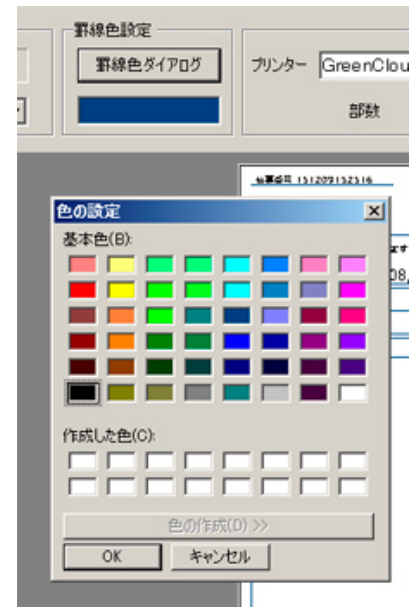 罫線色設定
罫線色ダイアログ
プリンター GreenClou
部数
151209152516
色の設定
基本色(B):
作成した色(C):
色の作成(D) >>
OK キャンセル